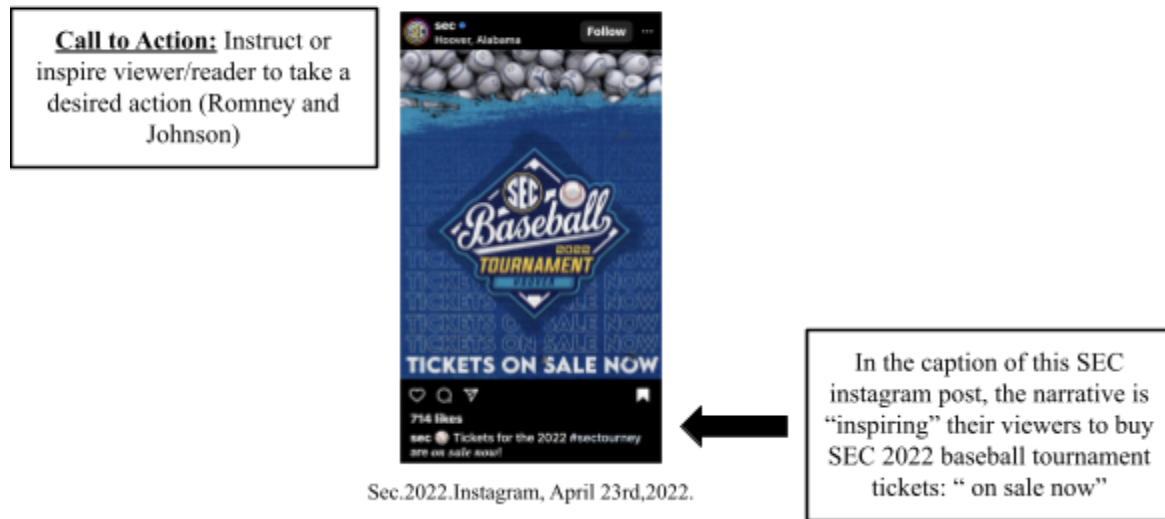 Call to Action: Instruct or
inspire viewer/reader to take a
desired action (Romney and
Johnson)
sec
Hoover, Alabama
Follow
SEC
Baseball
2022
TOURNAMENT
HOOVER
TICKETS ON SALE NOW
TICKETS ON SALE NOW
TICKETS ON SALE NOW
TICKETS ON SALE NOW
714 likes
sec Tickets for the 2022 #sectourney
are on sale now!
Sec.2022.Instagram, April 23rd,2022.
In the caption of this SEC
instagram post, the narrative is
“inspiring” their viewers to buy
SEC 2022 baseball tournament
tickets: “ on sale now”